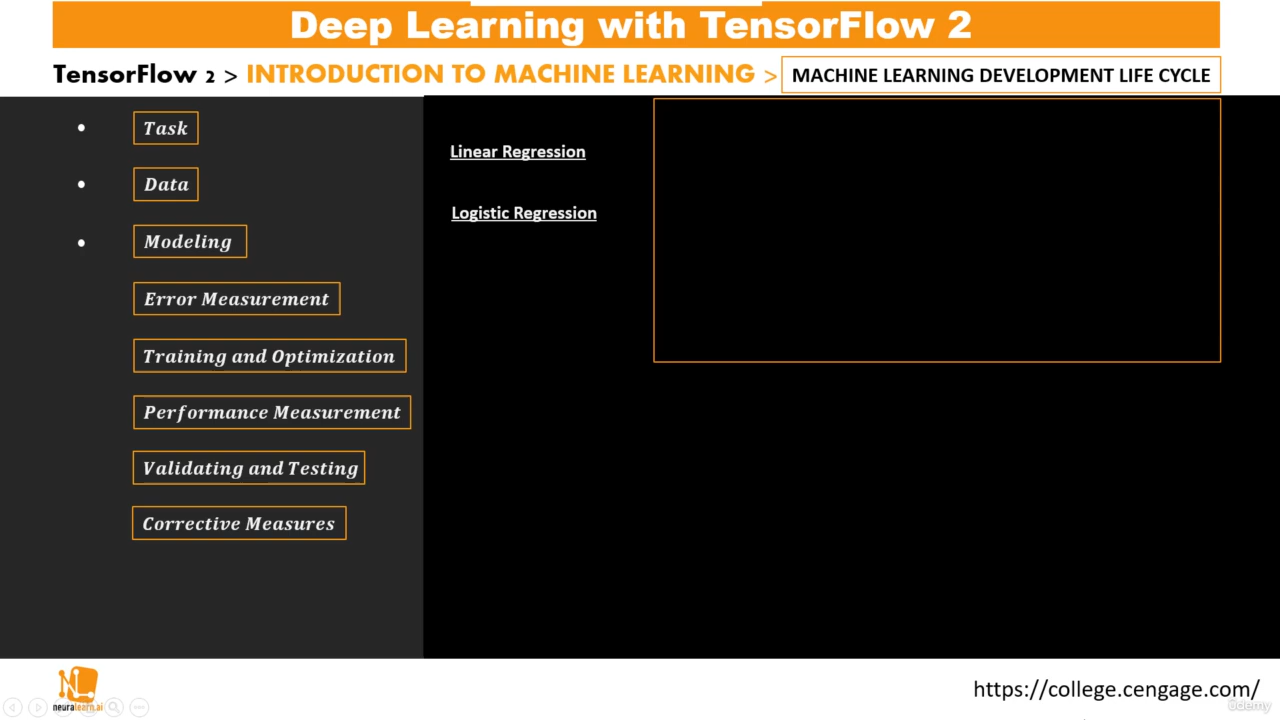 Deep Learning with TensorFlow 2
TensorFlow 2 > INTRODUCTION TO MACHINE LEARNING > MACHINE LEARNING DEVELOPMENT LIFE CYCLE
• Task
• Data
• Modeling
Error Measurement
Training and Optimization
Performance Measurement
Validating and Testing
Corrective Measures
Linear Regression
Logistic Regression
neuralearn.ai
https://college.cengage.com/
ûdemy